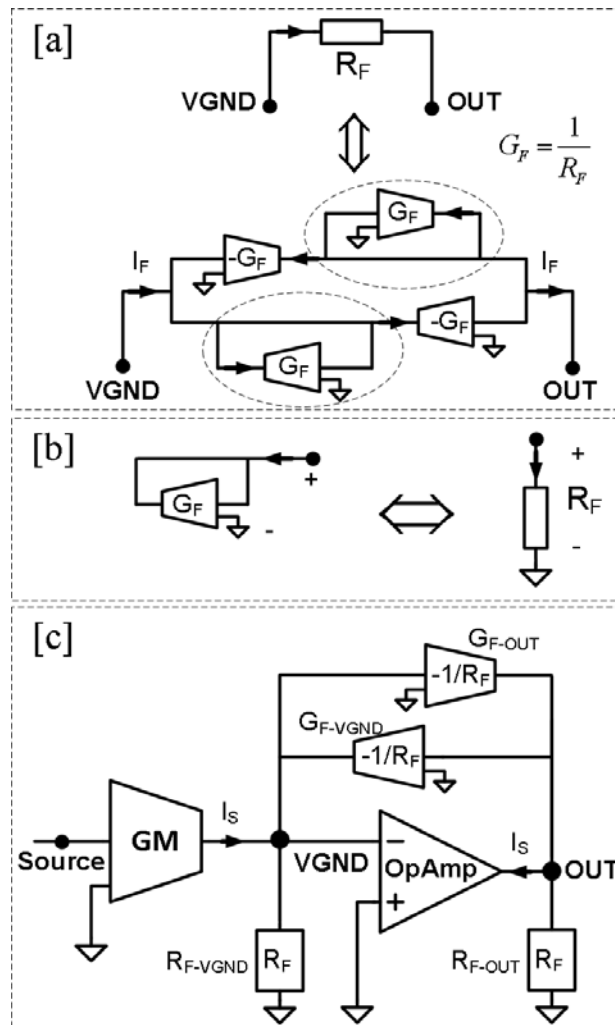 [a]
R_F
VGND
OUT
G_F = 1/R_F
G_F
I_F
-G_F
I_F
-G_F
G_F
VGND
OUT
[b]
+
G_F
-
+
R_F
-
[c]
G_F-OUT
-1/R_F
G_F-VGND
-1/R_F
GM
I_S
I_S
Source
VGND
−
OpAmp
OUT
+
R_F-VGND
R_F
R_F-OUT
R_F